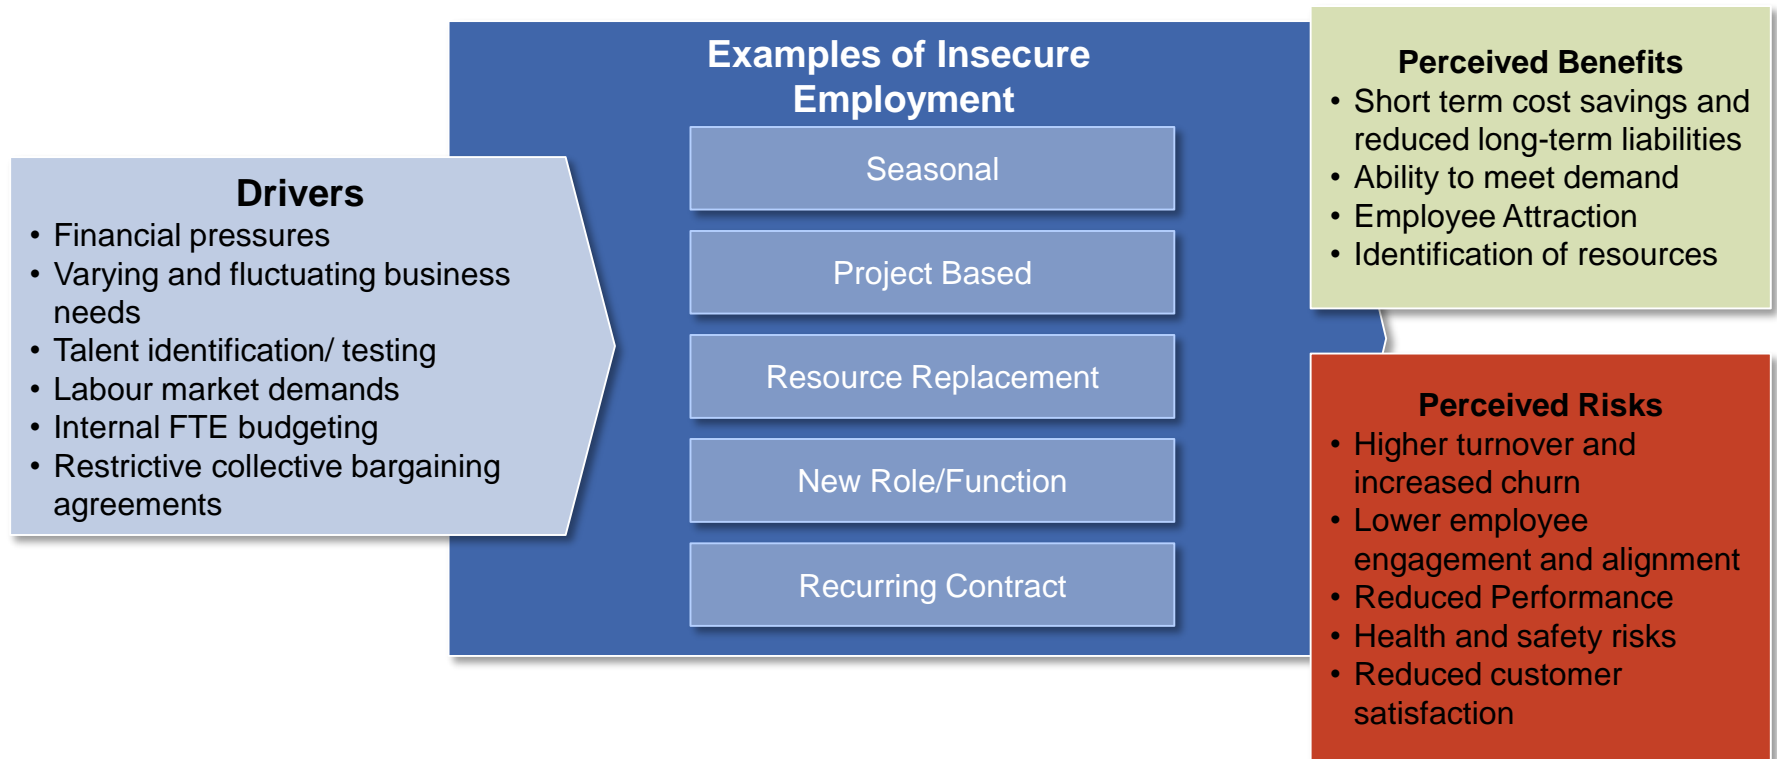 Drivers
• Financial pressures
• Varying and fluctuating business
needs
• Talent identification/ testing
• Labour market demands
• Internal FTE budgeting
• Restrictive collective bargaining
agreements
Examples of Insecure
Employment
Seasonal
Project Based
Resource Replacement
New Role/Function
Recurring Contract
Perceived Benefits
• Short term cost savings and
reduced long-term liabilities
• Ability to meet demand
• Employee Attraction
• Identification of resources
Perceived Risks
• Higher turnover and
increased churn
• Lower employee
engagement and alignment
• Reduced Performance
• Health and safety risks
• Reduced customer
satisfaction